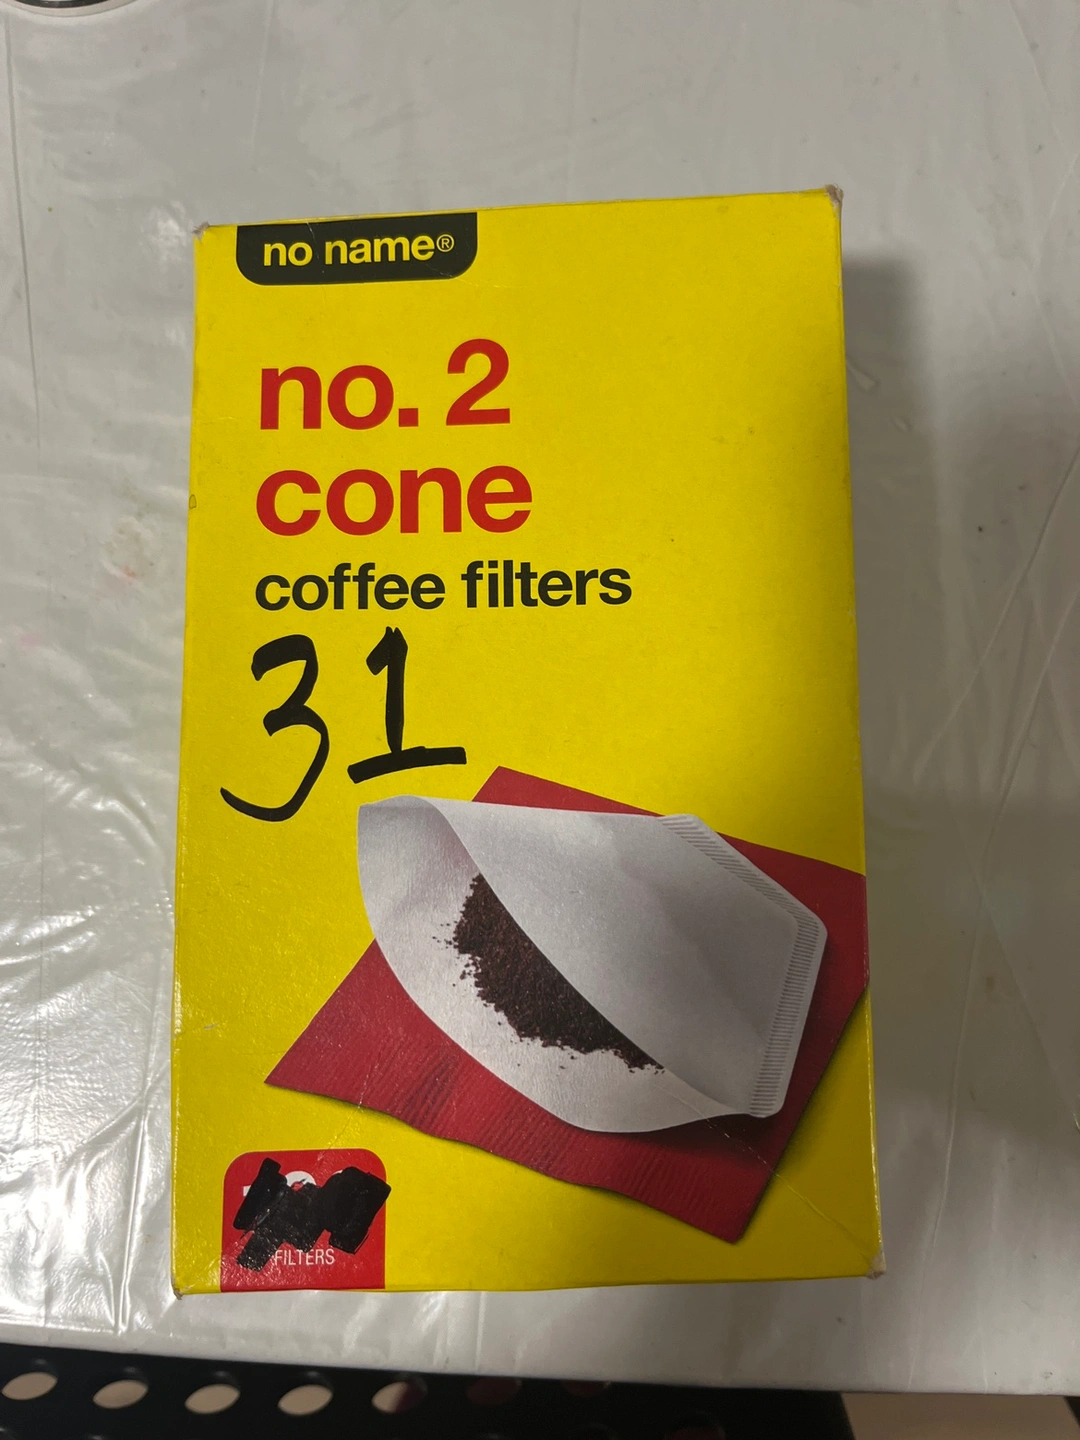 no name®
no. 2
cone
coffee filters
31
FILTERS